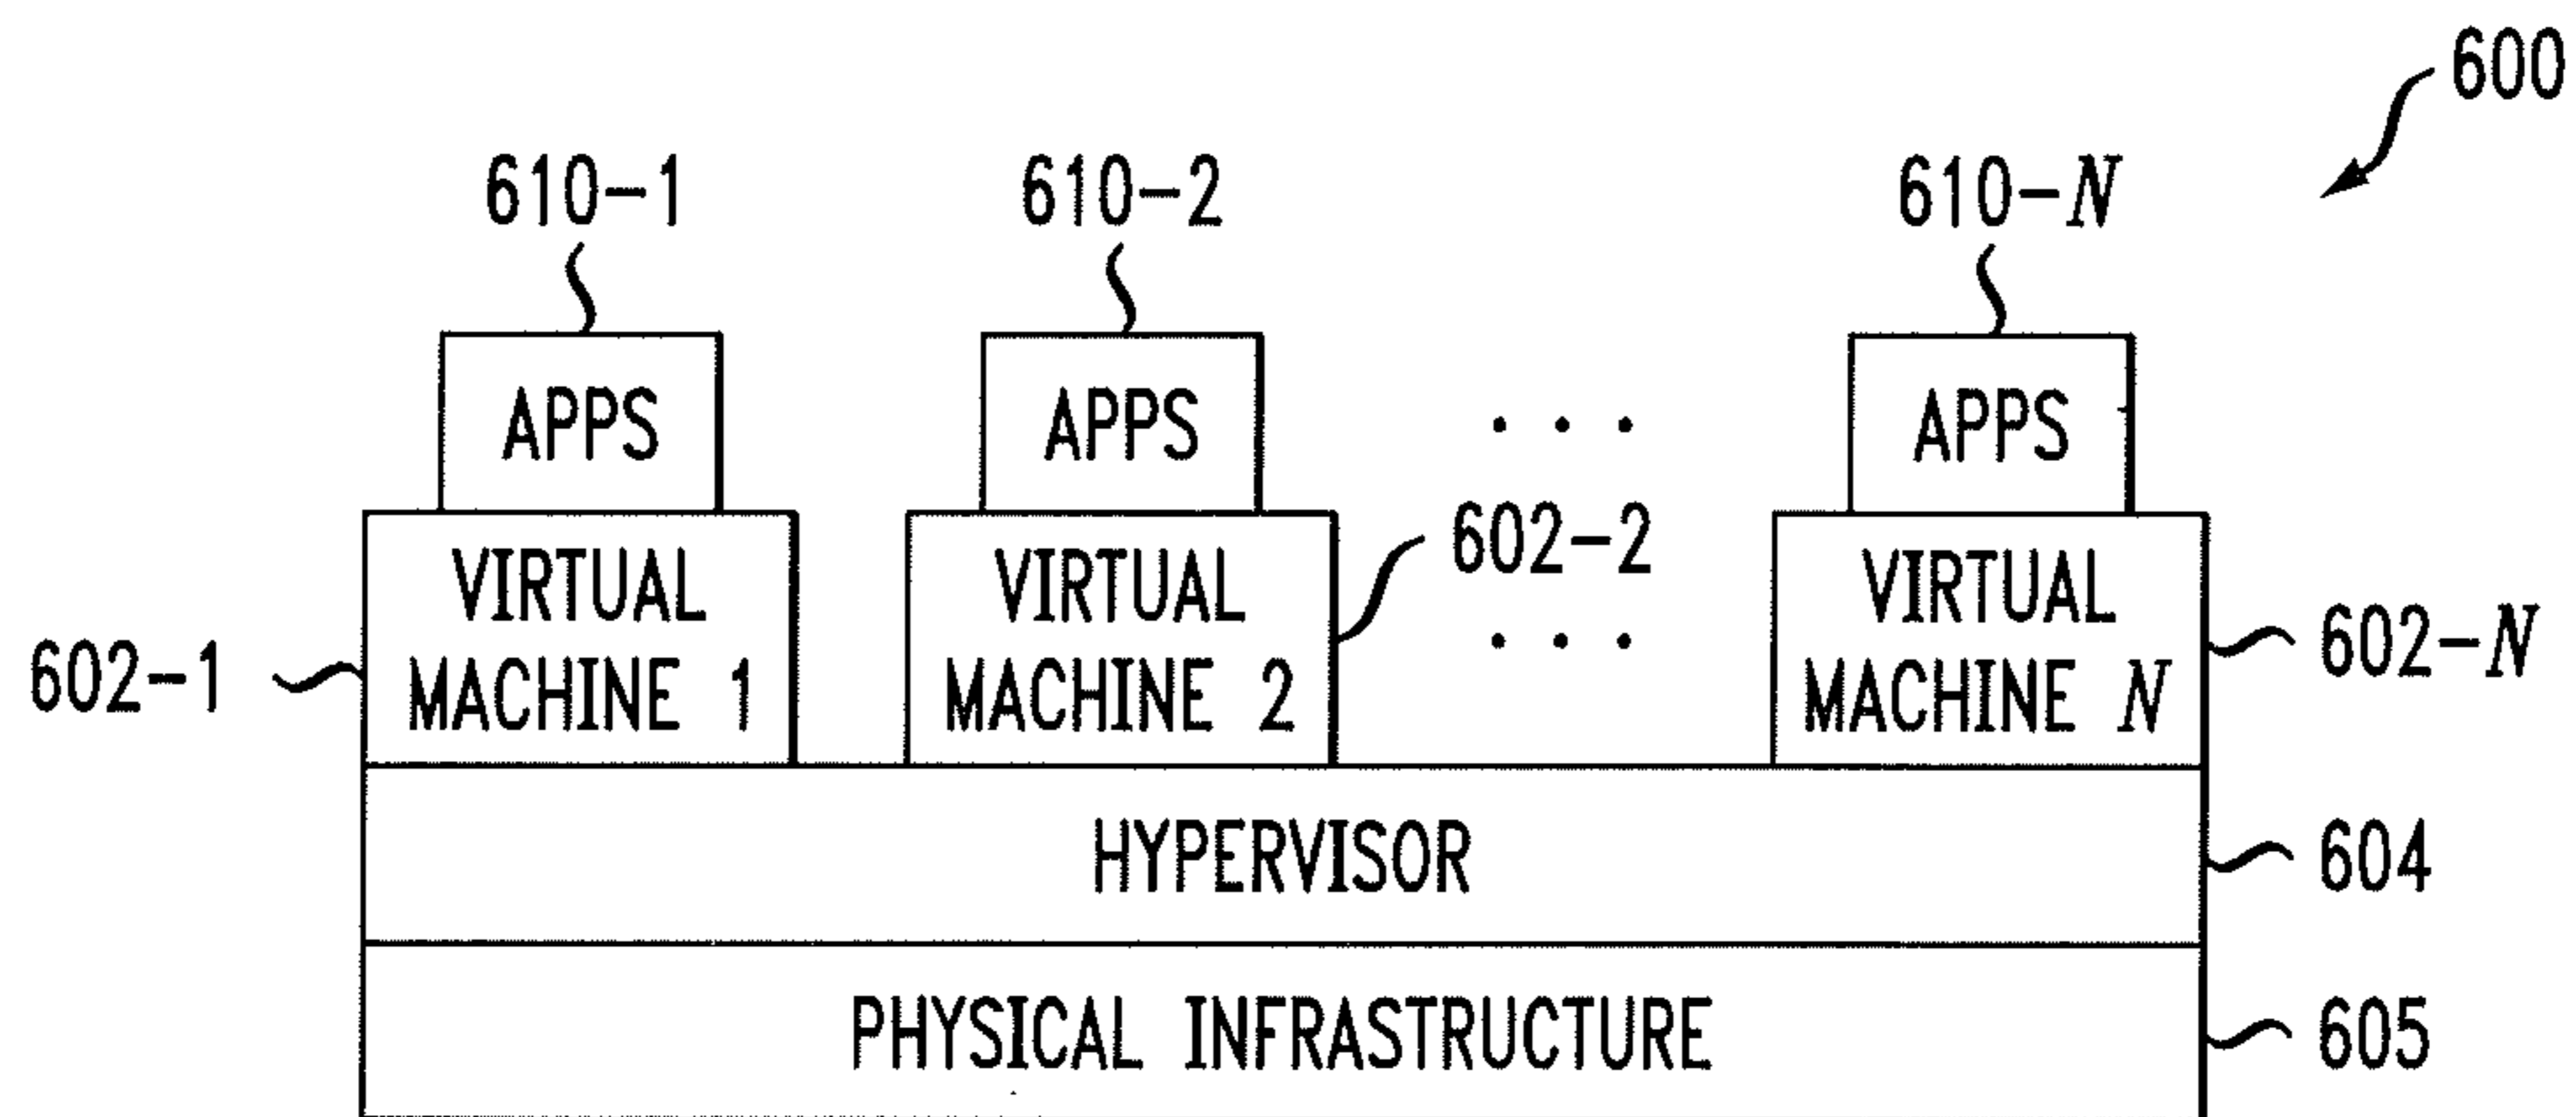 600
610-1 610-2 610-N
APPS APPS APPS
602-2
VIRTUAL VIRTUAL VIRTUAL
602-1 602-N
MACHINE 1 MACHINE 2 MACHINE N
HYPERVISOR 604
PHYSICAL INFRASTRUCTURE 605